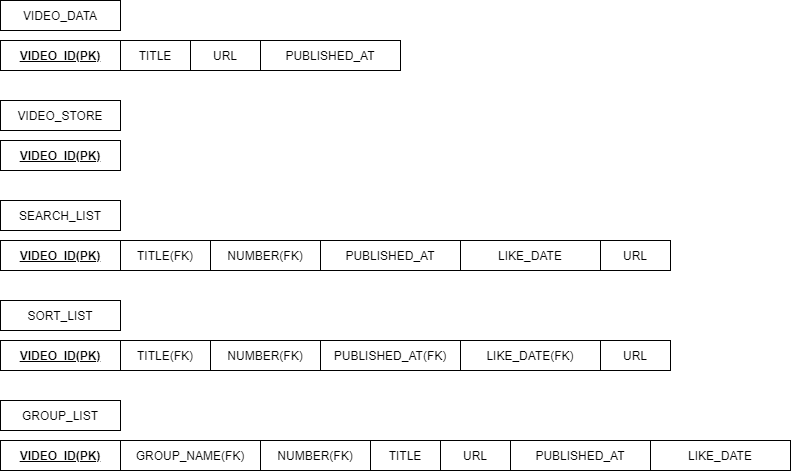 VIDEO_DATA
VIDEO_ID(PK) TITLE URL PUBLISHED_AT
VIDEO_STORE
VIDEO_ID(PK)
SEARCH_LIST
VIDEO_ID(PK) TITLE(FK) NUMBER(FK) PUBLISHED_AT LIKE_DATE URL
SORT_LIST
VIDEO_ID(PK) TITLE(FK) NUMBER(FK) PUBLISHED_AT(FK) LIKE_DATE(FK) URL
GROUP_LIST
VIDEO_ID(PK) GROUP_NAME(FK) NUMBER(FK) TITLE URL PUBLISHED_AT LIKE_DATE